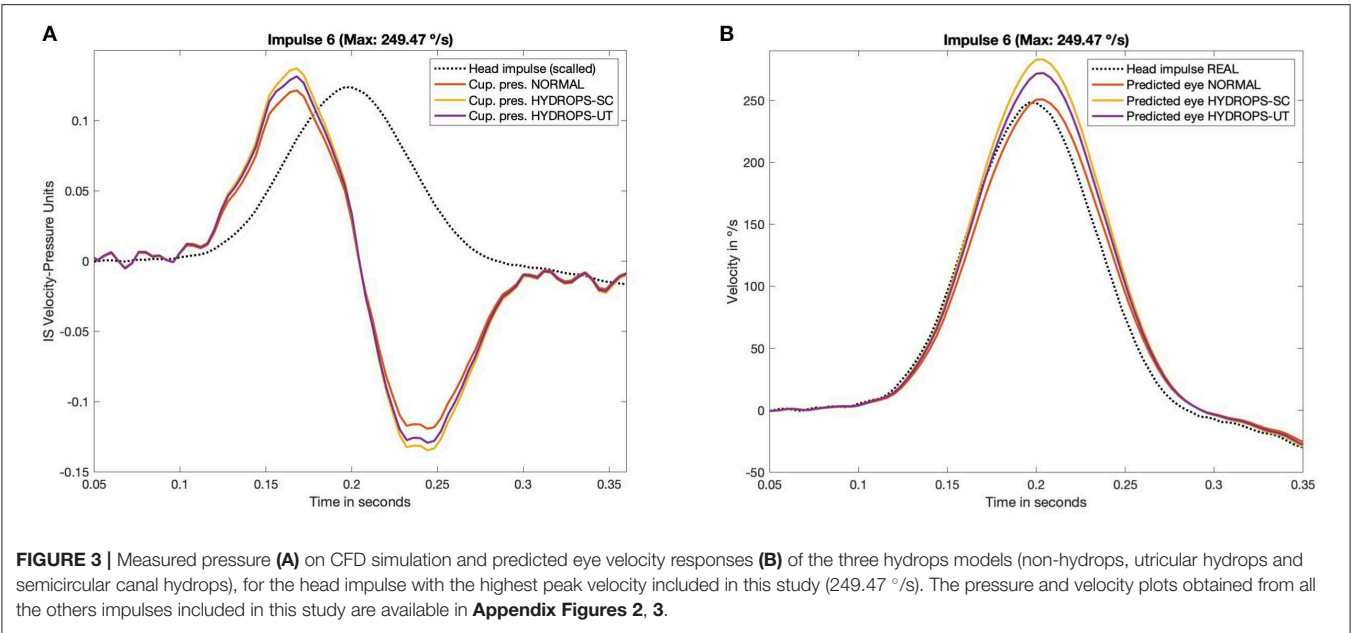 A
Impulse 6 (Max: 249.47 º/s)
Head impulse (scalled)
Cup. pres. NORMAL
Cup. pres. HYDROPS-SC
Cup. pres. HYDROPS-UT
IS Velocity-Pressure Units
0.1
0.05
0
-0.05
-0.1
-0.15
0.05
0.1
0.15
0.2
0.25
0.3
0.35
Time in seconds
B
Impulse 6 (Max: 249.47 º/s)
Head impulse REAL
Predicted eye NORMAL
Predicted eye HYDROPS-SC
Predicted eye HYDROPS-UT
Velocity in º/s
250
200
150
100
50
0
-50
0.05
0.1
0.15
0.2
0.25
0.3
0.35
Time in seconds
FIGURE 3 | Measured pressure (A) on CFD simulation and predicted eye velocity responses (B) of the three hydrops models (non-hydrops, utricular hydrops and
semicircular canal hydrops), for the head impulse with the highest peak velocity included in this study (249.47 °/s). The pressure and velocity plots obtained from all
the others impulses included in this study are available in Appendix Figures 2, 3.